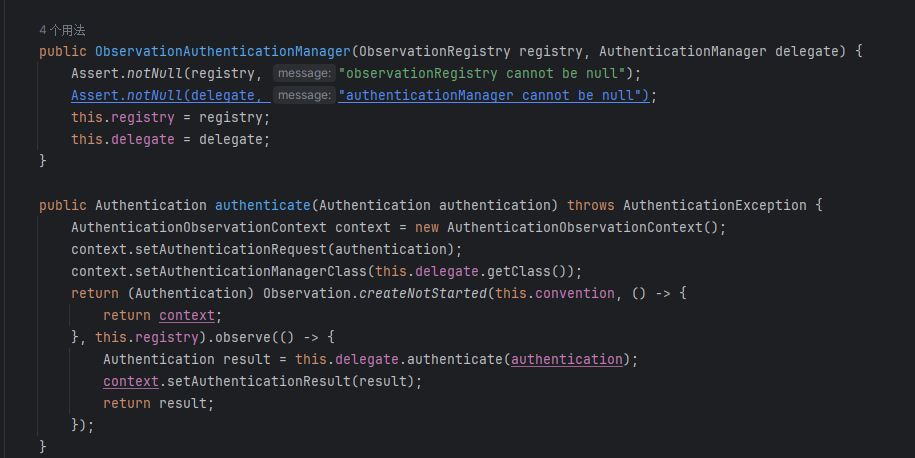 4 个用法
public ObservationAuthenticationManager(ObservationRegistry registry, AuthenticationManager delegate) {
Assert.notNull(registry, message: "observationRegistry cannot be null");
Assert.notNull(delegate, message: "authenticationManager cannot be null");
this.registry = registry;
this.delegate = delegate;
}
public Authentication authenticate(Authentication authentication) throws AuthenticationException {
AuthenticationObservationContext context = new AuthenticationObservationContext();
context.setAuthenticationRequest(authentication);
context.setAuthenticationManagerClass(this.delegate.getClass());
return (Authentication) Observation.createNotStarted(this.convention, () -> {
return context;
}, this.registry).observe(() -> {
Authentication result = this.delegate.authenticate(authentication);
context.setAuthenticationResult(result);
return result;
});
}